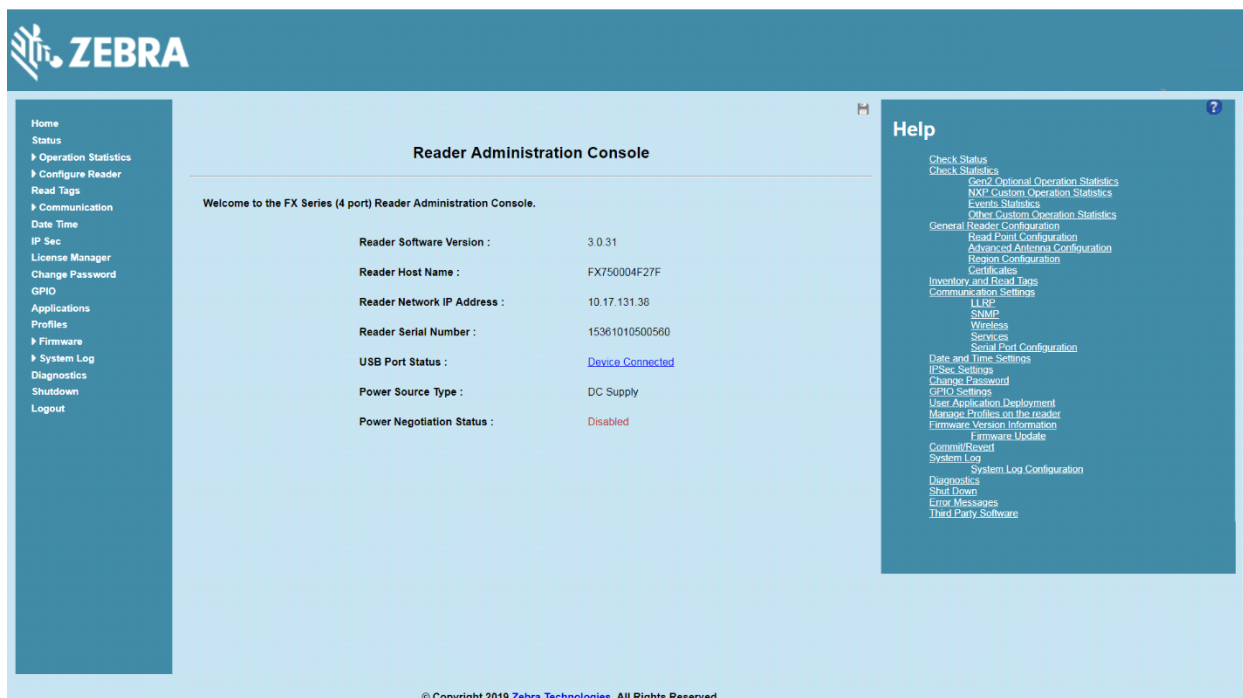 ZEBRA
Home
Status
Operation Statistics
Configure Reader
Read Tags
Communication
Date Time
IP Sec
License Manager
Change Password
GPIO
Applications
Profiles
Firmware
System Log
Diagnostics
Shutdown
Logout
Reader Administration Console
Welcome to the FX Series (4 port) Reader Administration Console.
Reader Software Version : 3.0.31
Reader Host Name : FX750004F27F
Reader Network IP Address : 10.17.131.38
Reader Serial Number : 15361010500560
USB Port Status : Device Connected
Power Source Type : DC Supply
Power Negotiation Status : Disabled
?
Help
Check Status
Check Statistics
Gen2 Optional Operation Statistics
NXP Custom Operation Statistics
Events Statistics
Other Custom Operation Statistics
General Reader Configuration
Read Point Configuration
Advanced Antenna Configuration
Region Configuration
Certificates
Inventory and Read Tags
Communication Settings
LLRP
SNMP
Wireless
Services
Serial Port Configuration
Date and Time Settings
IPSec Settings
Change Password
GPIO Settings
User Application Deployment
Manage Profiles on the reader
Firmware Version Information
Firmware Update
Commit/Revert
System Log
System Log Configuration
Diagnostics
Shut Down
Error Messages
Third Party Software
© Copyright 2019 Zebra Technologies. All Rights Reserved.